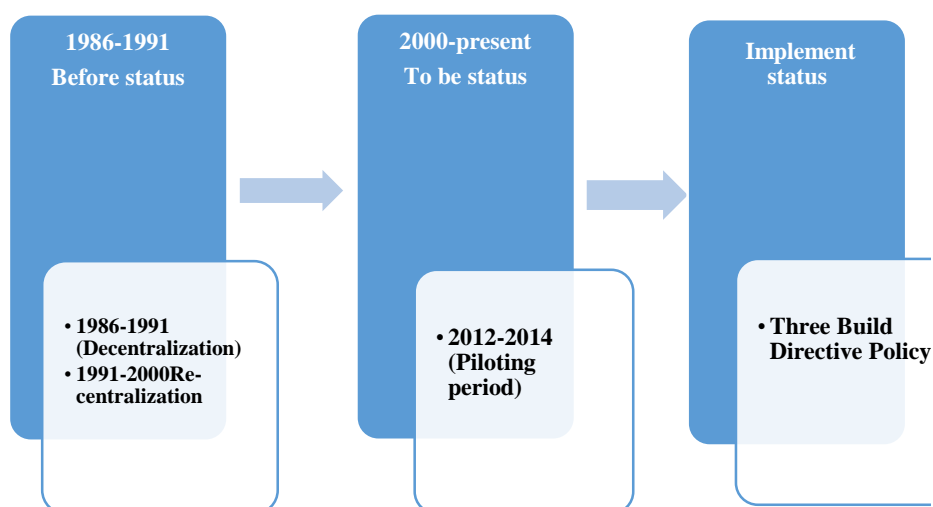 1986-1991
Before status
• 1986-1991
(Decentralization)
• 1991-2000Re-
centralization
2000-present
To be status
• 2012-2014
(Piloting
period)
Implement
status
• Three Build
Directive Policy